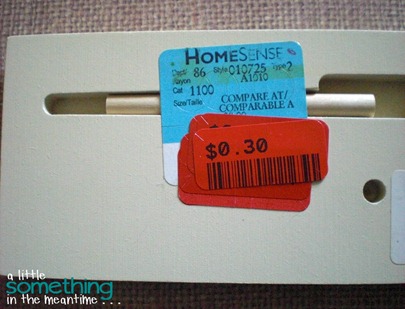 HOMESENSE
Dept 86 Style 010725 Type 2
Rayon A1010
Cat 1100
COMPARE AT/
Size/Taille COMPARABLE A
$0.30
a little
something
in the meantime . . .